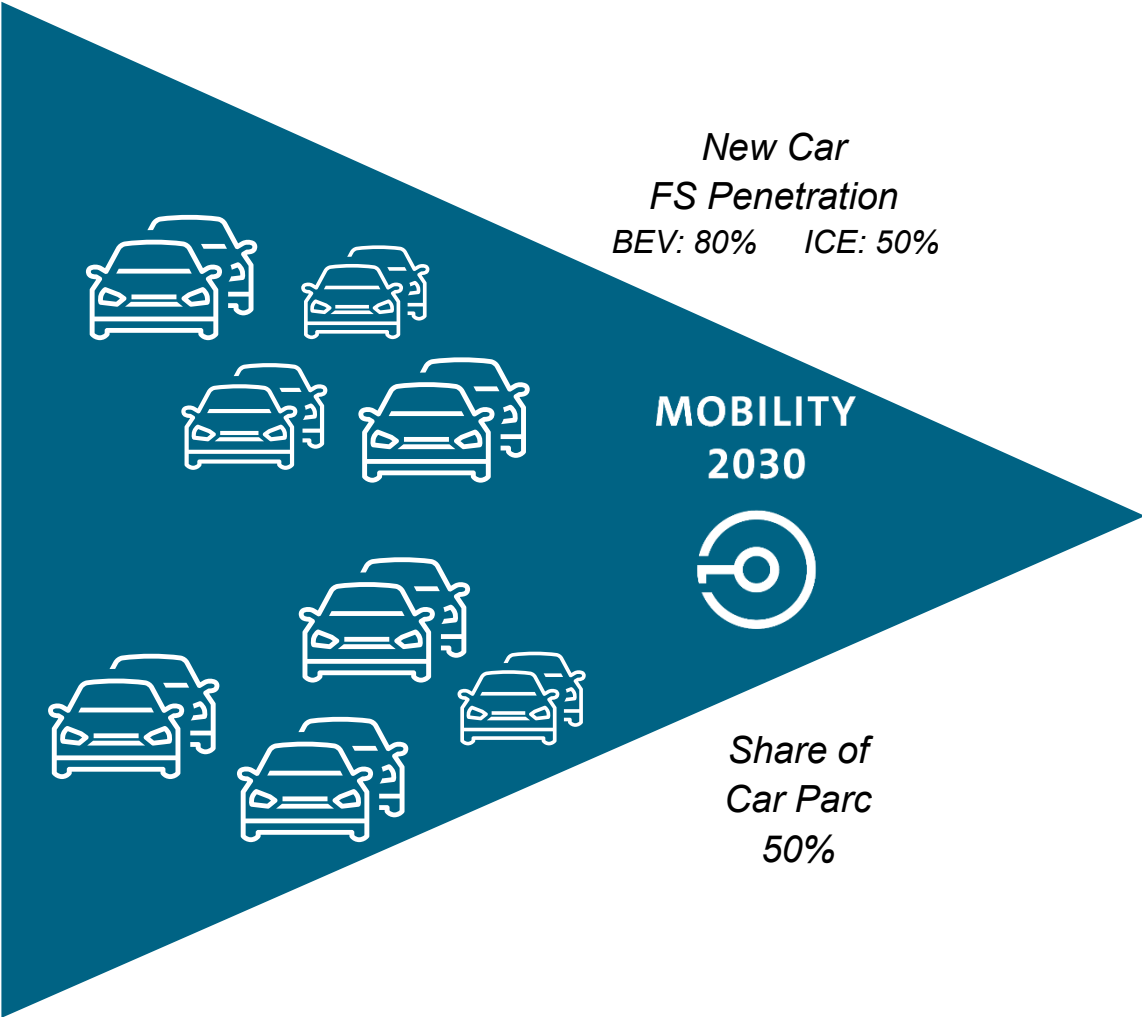 New Car
FS Penetration
BEV: 80% ICE: 50%
MOBILITY
2030
Share of
Car Parc
50%